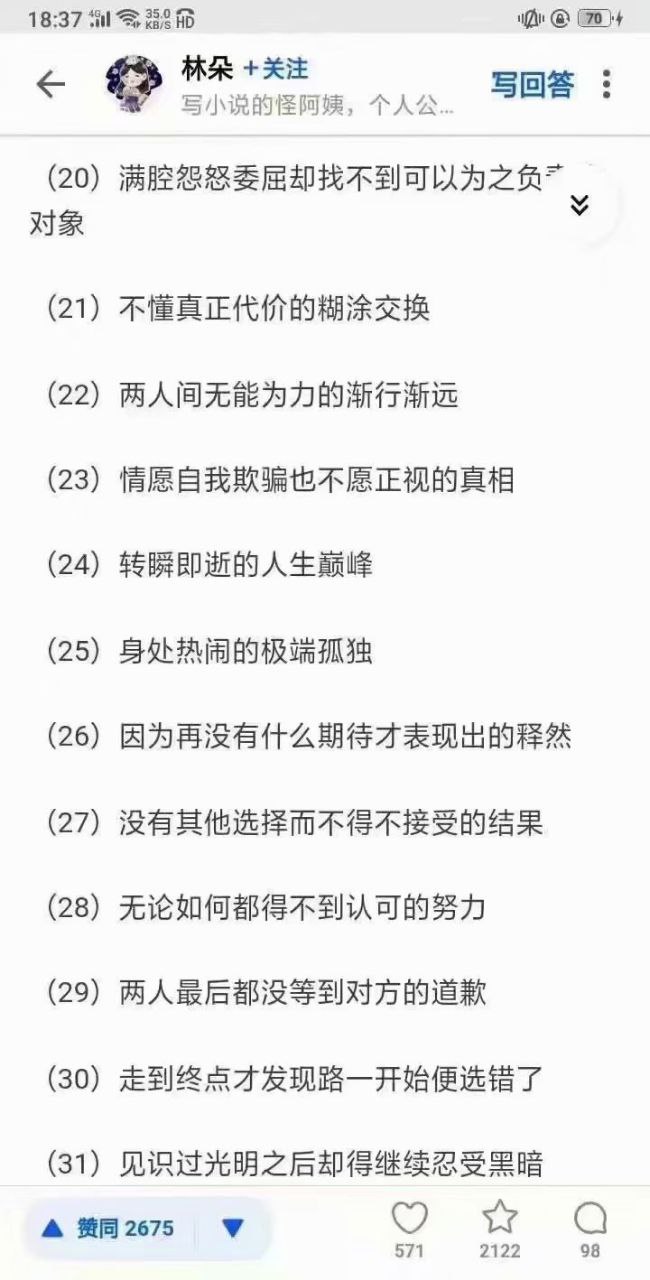 18:37 4G 35.0 KB/S HD 70
林朵 +关注 写回答
写小说的怪阿姨，个人公...
（20）满腔怨怒委屈却找不到可以为之负
对象
（21）不懂真正代价的糊涂交换
（22）两人间无能为力的渐行渐远
（23）情愿自我欺骗也不愿正视的真相
（24）转瞬即逝的人生巅峰
（25）身处热闹的极端孤独
（26）因为再没有什么期待才表现出的释然
（27）没有其他选择而不得不接受的结果
（28）无论如何都得不到认可的努力
（29）两人最后都没等到对方的道歉
（30）走到终点才发现路一开始便选错了
（31）见识过光明之后却得继续忍受黑暗
赞同 2675
571 2122 98